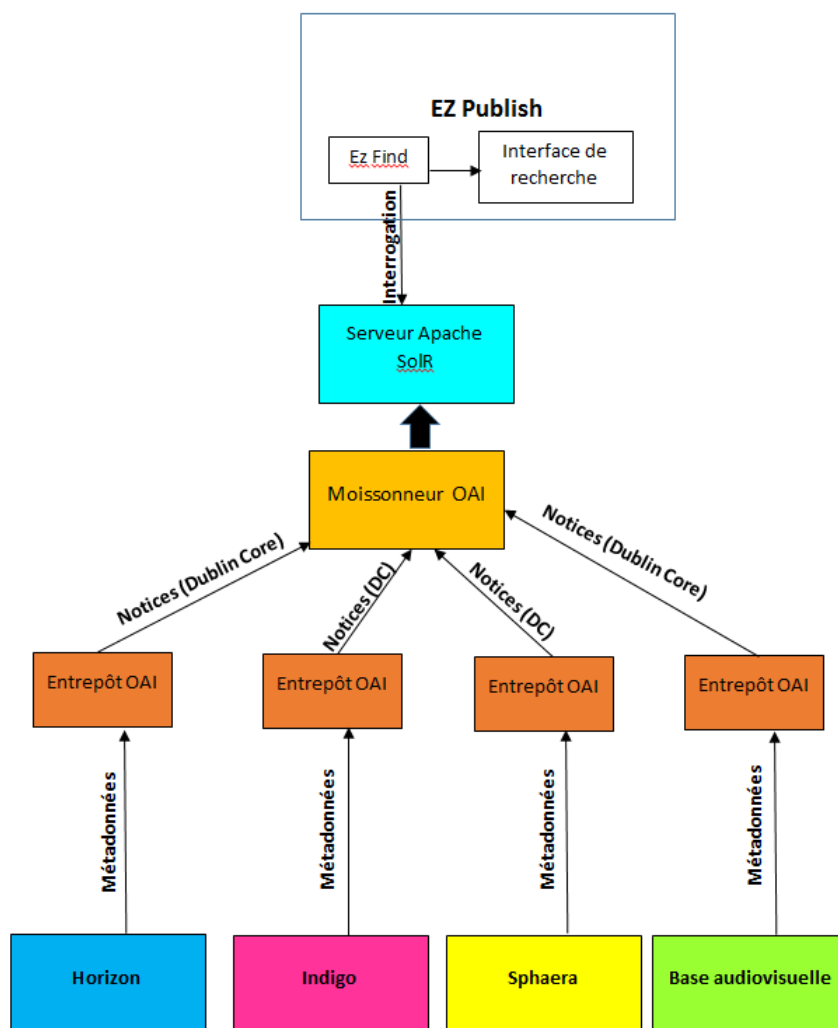 EZ Publish
Ez Find
Interface de
recherche
Interrogation
Serveur Apache
SolR
Moissonneur OAI
Notices (Dublin Core)
Notices (DC)
Notices (DC)
Notices (Dublin Core)
Entrepôt OAI
Entrepôt OAI
Entrepôt OAI
Entrepôt OAI
Métadonnées
Métadonnées
Métadonnées
Métadonnées
Horizon
Indigo
Sphaera
Base audiovisuelle